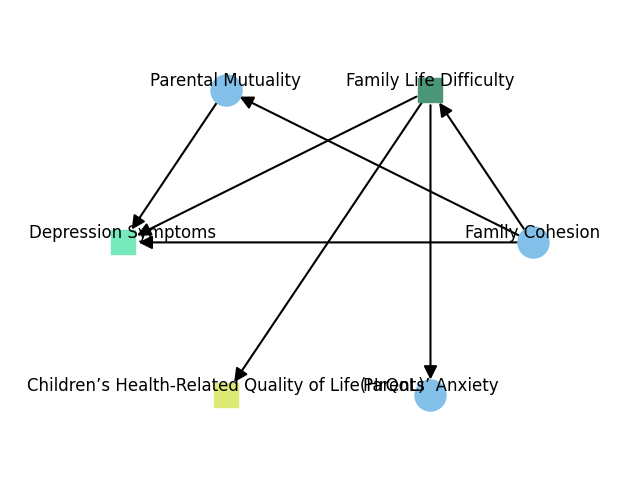 Parental Mutuality
Family Life Difficulty
Depression Symptoms
Family Cohesion
Children’s Health-Related Quality of Life (HrQoL)
Parents’ Anxiety